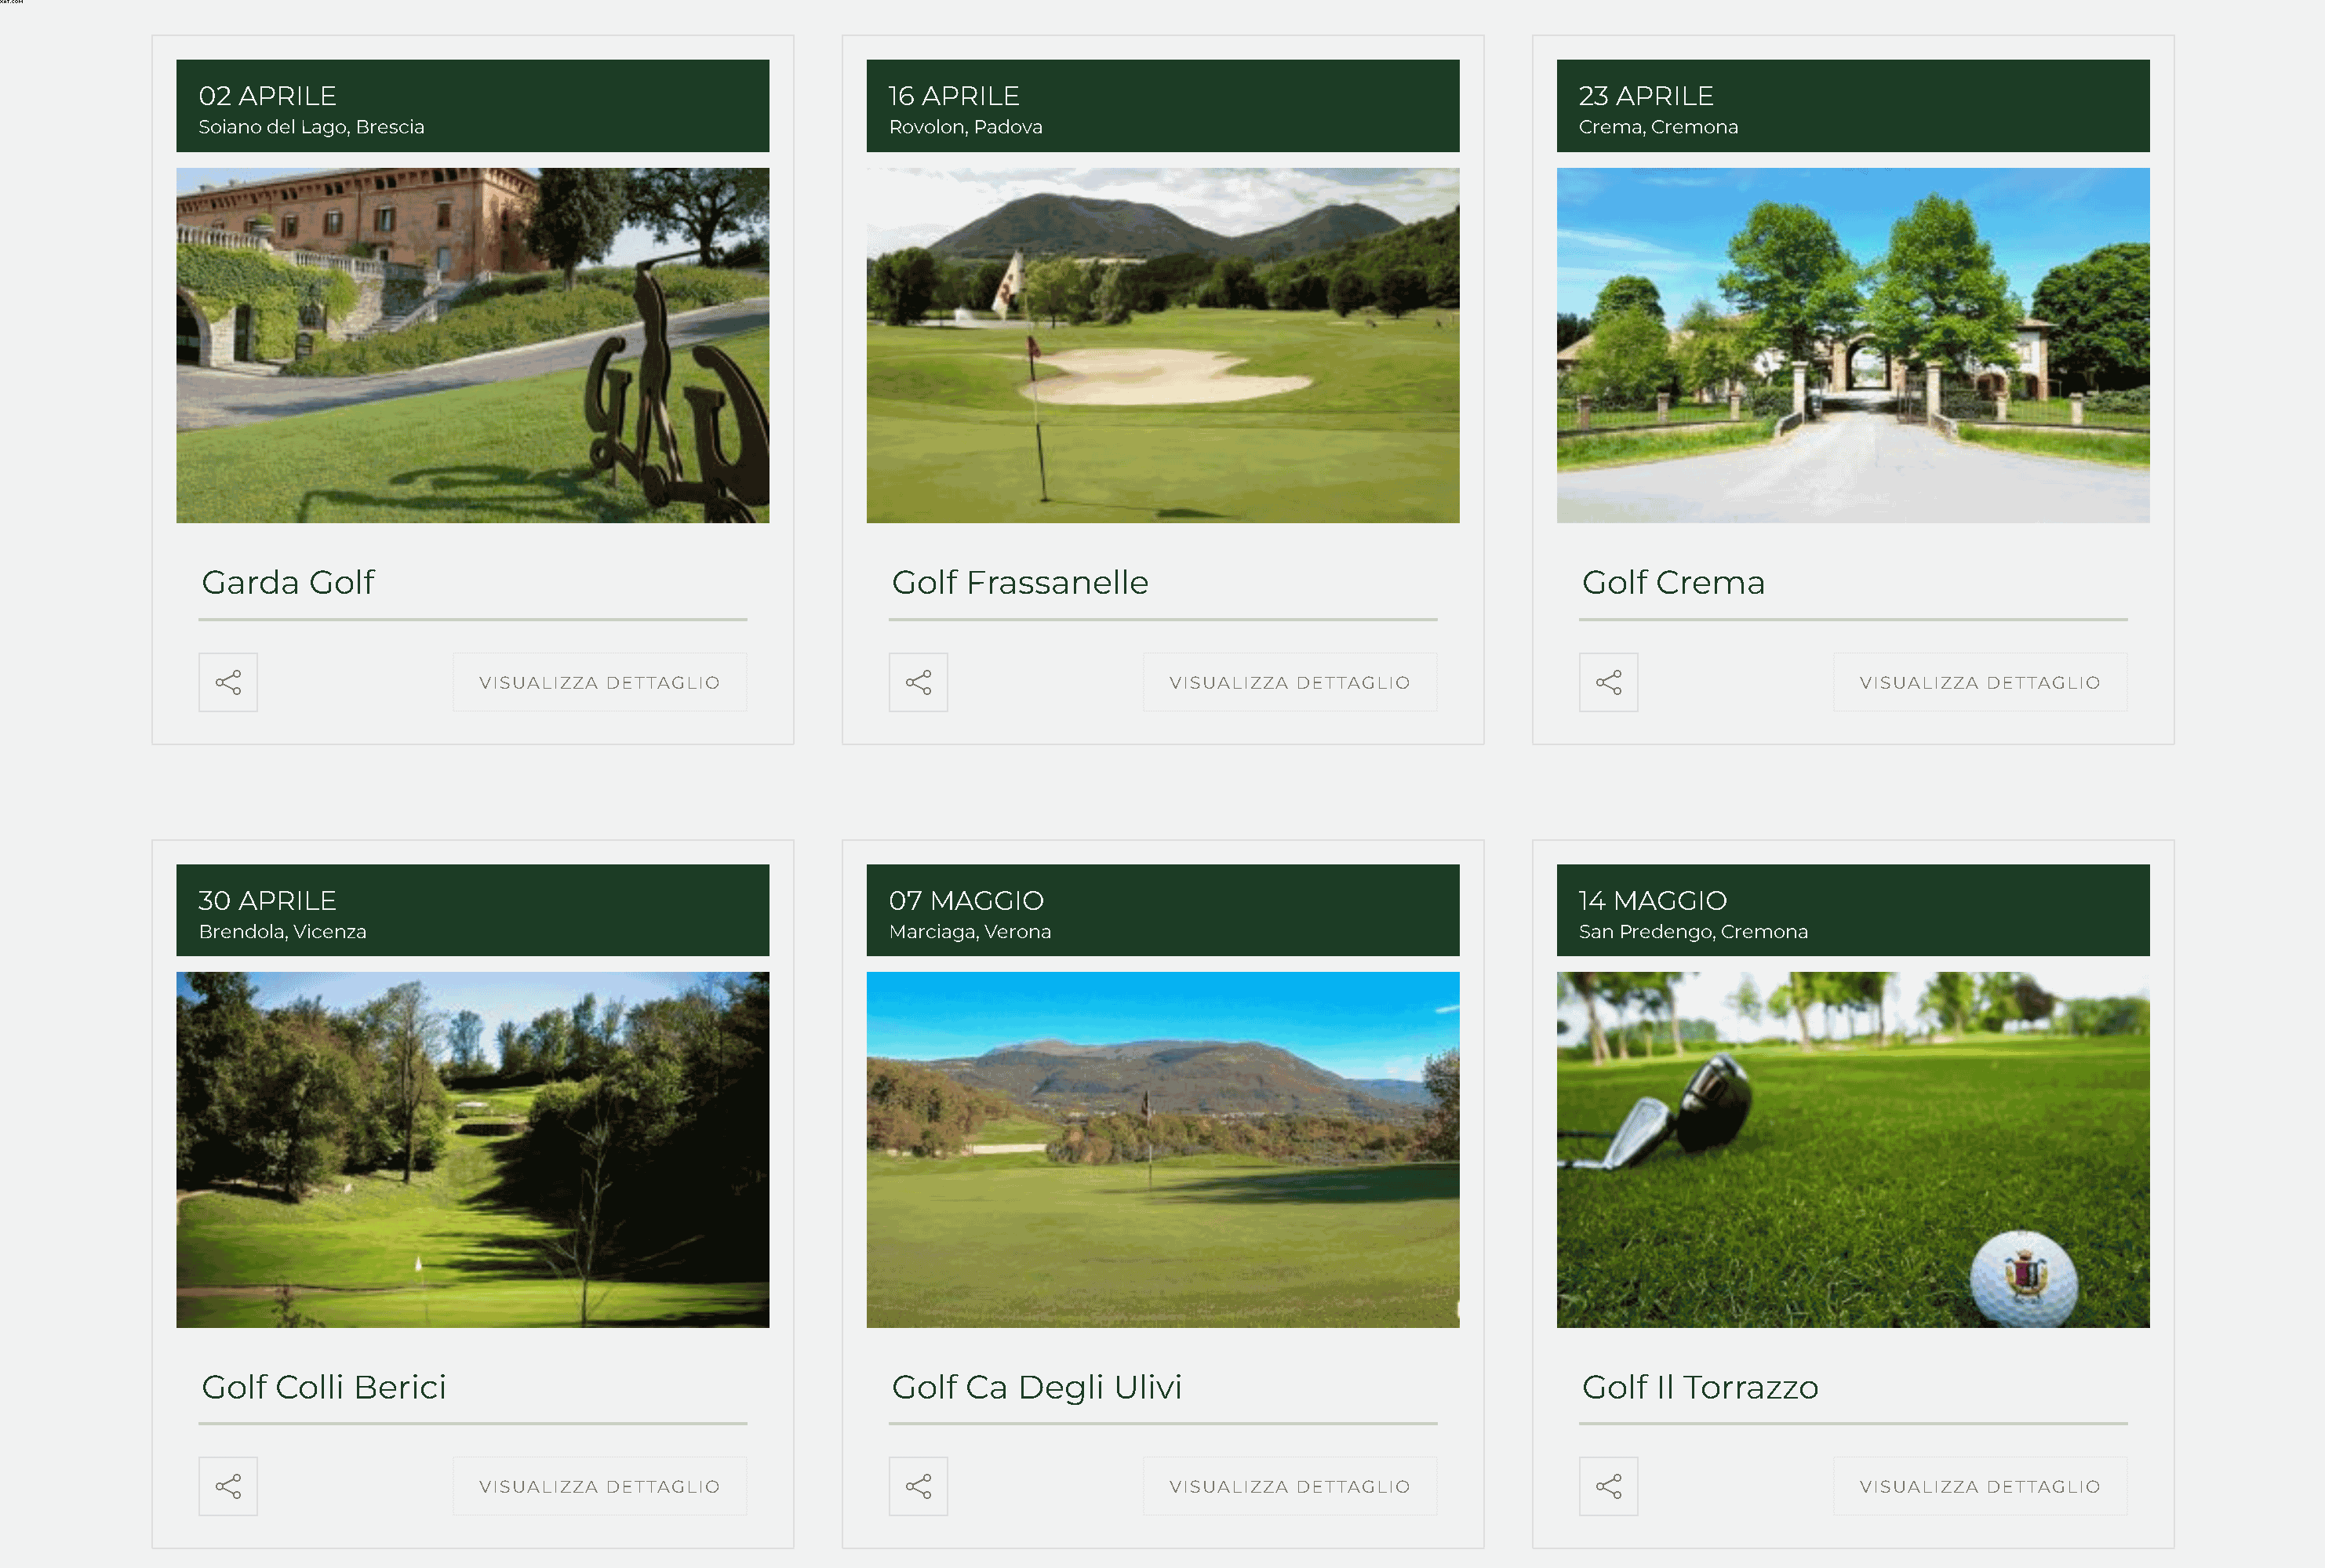 02 APRILE
Soiano del Lago, Brescia
Garda Golf
VISUALIZZA DETTAGLIO
16 APRILE
Rovolon, Padova
Golf Frassanelle
VISUALIZZA DETTAGLIO
23 APRILE
Crema, Cremona
Golf Crema
VISUALIZZA DETTAGLIO
30 APRILE
Brendola, Vicenza
Golf Colli Berici
VISUALIZZA DETTAGLIO
07 MAGGIO
Marciaga, Verona
Golf Ca Degli Ulivi
VISUALIZZA DETTAGLIO
14 MAGGIO
San Predengo, Cremona
Golf Il Torrazzo
VISUALIZZA DETTAGLIO